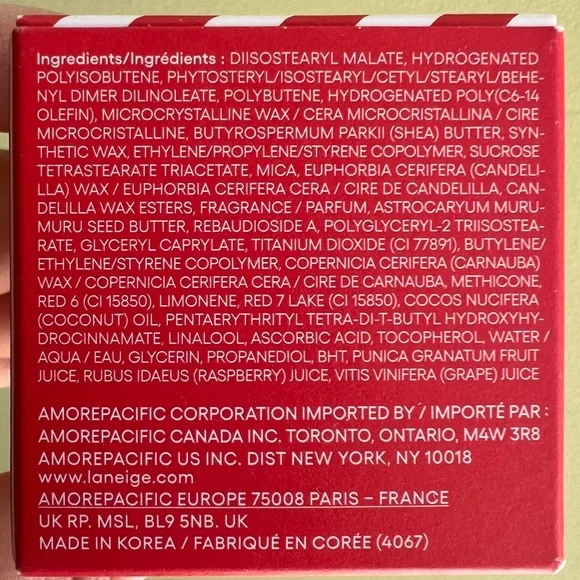 Ingredients/Ingrédients : DIISOSTEARYL MALATE, HYDROGENATED
POLYISOBUTENE, PHYTOSTERYL/ISOSTEARYL/CETYL/STEARYL/BEHE-
NYL DIMER DILINOLEATE, POLYBUTENE, HYDROGENATED POLY(C6-14
OLEFIN), MICROCRYSTALLINE WAX / CERA MICROCRISTALLINA / CIRE
MICROCRISTALLINE, BUTYROSPERMUM PARKII (SHEA) BUTTER, SYN-
THETIC WAX, ETHYLENE/PROPYLENE/STYRENE COPOLYMER, SUCROSE
TETRASTEARATE TRIACETATE, MICA, EUPHORBIA CERIFERA (CANDELI-
LLA) WAX / EUPHORBIA CERIFERA CERA / CIRE DE CANDELILLA, CAN-
DELILLA WAX ESTERS, FRAGRANCE / PARFUM, ASTROCARYUM MURU-
MURU SEED BUTTER, REBAUDIOSIDE A, POLYGLYCERYL-2 TRIISOSTEA-
RATE, GLYCERYL CAPRYLATE, TITANIUM DIOXIDE (CI 77891), BUTYLENE/
ETHYLENE/STYRENE COPOLYMER, COPERNICIA CERIFERA (CARNAUBA)
WAX / COPERNICIA CERIFERA CERA / CIRE DE CARNAUBA, METHICONE,
RED 6 (CI 15850), LIMONENE, RED 7 LAKE (CI 15850), COCOS NUCIFERA
(COCONUT) OIL, PENTAERYTHRITYL TETRA-DI-T-BUTYL HYDROXYHY-
DROCINNAMATE, LINALOOL, ASCORBIC ACID, TOCOPHEROL, WATER /
AQUA / EAU, GLYCERIN, PROPANEDIOL, BHT, PUNICA GRANATUM FRUIT
JUICE, RUBUS IDAEUS (RASPBERRY) JUICE, VITIS VINIFERA (GRAPE) JUICE
AMOREPACIFIC CORPORATION IMPORTED BY / IMPORTÉ PAR :
AMOREPACIFIC CANADA INC. TORONTO, ONTARIO, M4W 3R8
AMOREPACIFIC US INC. DIST NEW YORK, NY 10018
www.laneige.com
AMOREPACIFIC EUROPE 75008 PARIS – FRANCE
UK RP. MSL, BL9 5NB. UK
MADE IN KOREA / FABRIQUÉ EN CORÉE (4067)